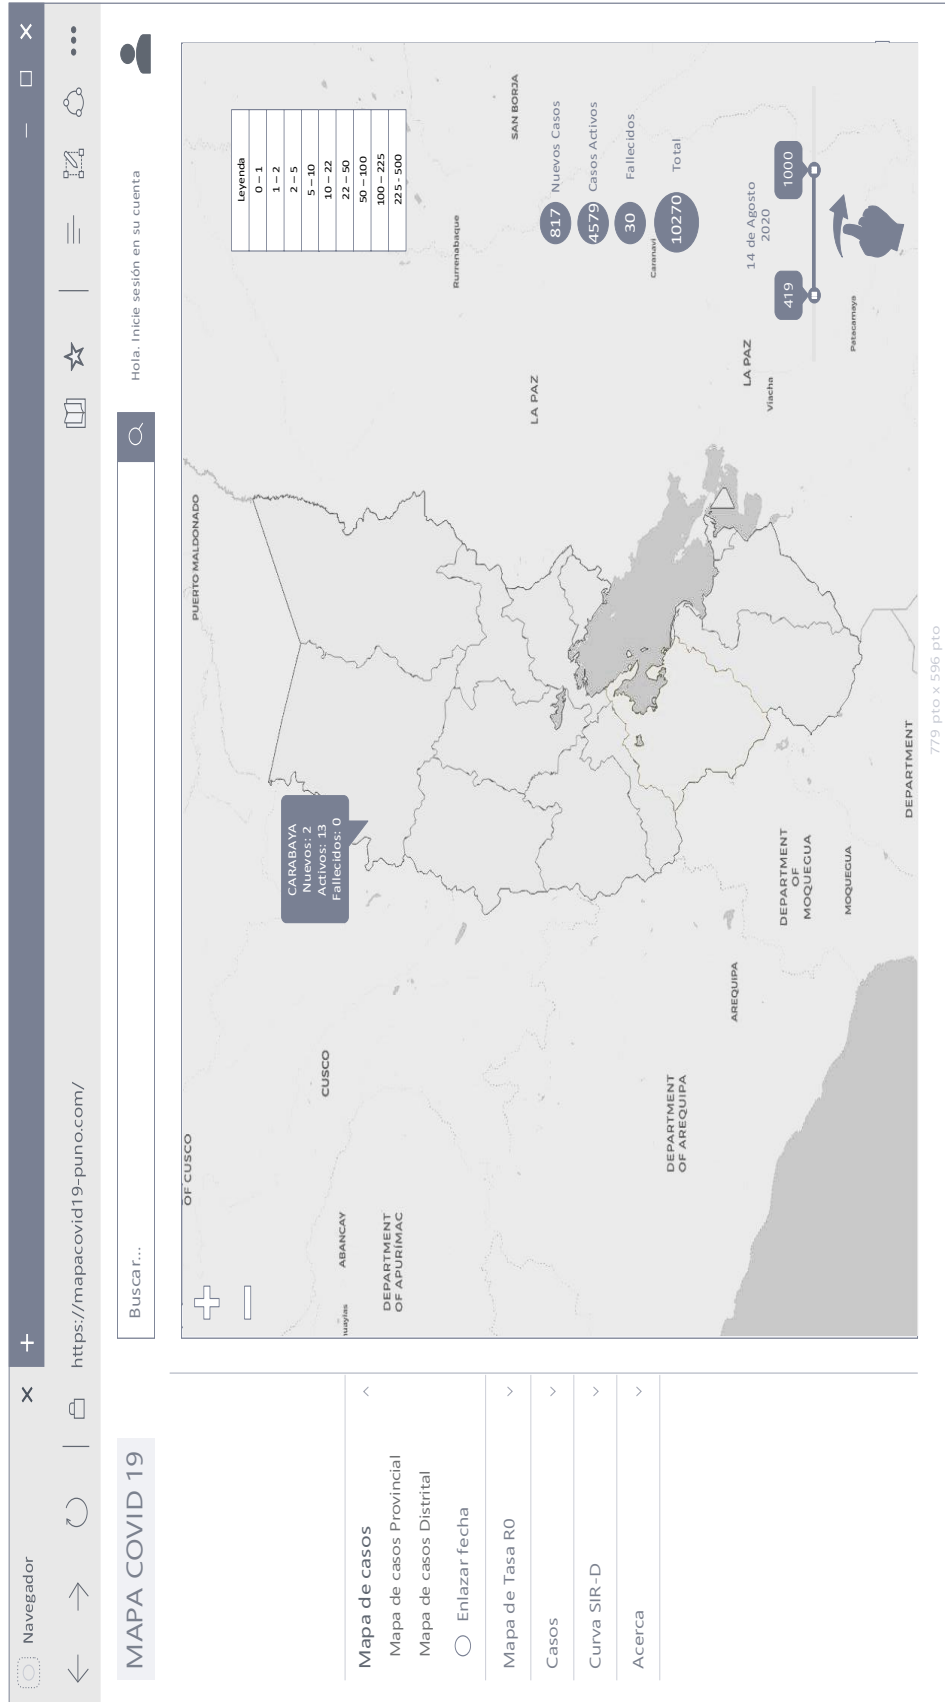 Navegador
https://mapacovid19-puno.com/
MAPA COVID 19
Buscar...
Hola. Inicie sesión en su cuenta
Mapa de casos
Mapa de casos Provincial
Mapa de casos Distrital
Enlazar fecha
Mapa de Tasa R0
Casos
Curva SIR-D
Acerca
OF CUSCO
PUERTO MALDONADO
Leyenda
0 – 1
1 – 2
2 – 5
5 – 10
10 – 22
22 – 50
50 – 100
100 – 225
225 - 500
CARABAYA
Nuevos: 2
Activos: 13
Fallecidos: 0
CUSCO
ABANCAY
DEPARTMENT
OF APURÍMAC
Rurrenabaque
SAN BORJA
LA PAZ
817 Nuevos Casos
4579 Casos Activos
30 Fallecidos
10270 Total
Caranavi
DEPARTMENT
OF AREQUIPA
AREQUIPA
LA PAZ
Viacha
14 de Agosto
2020
419
1000
DEPARTMENT
OF
MOQUEGUA
MOQUEGUA
Patacamaya
DEPARTMENT
779 pto x 596 pto